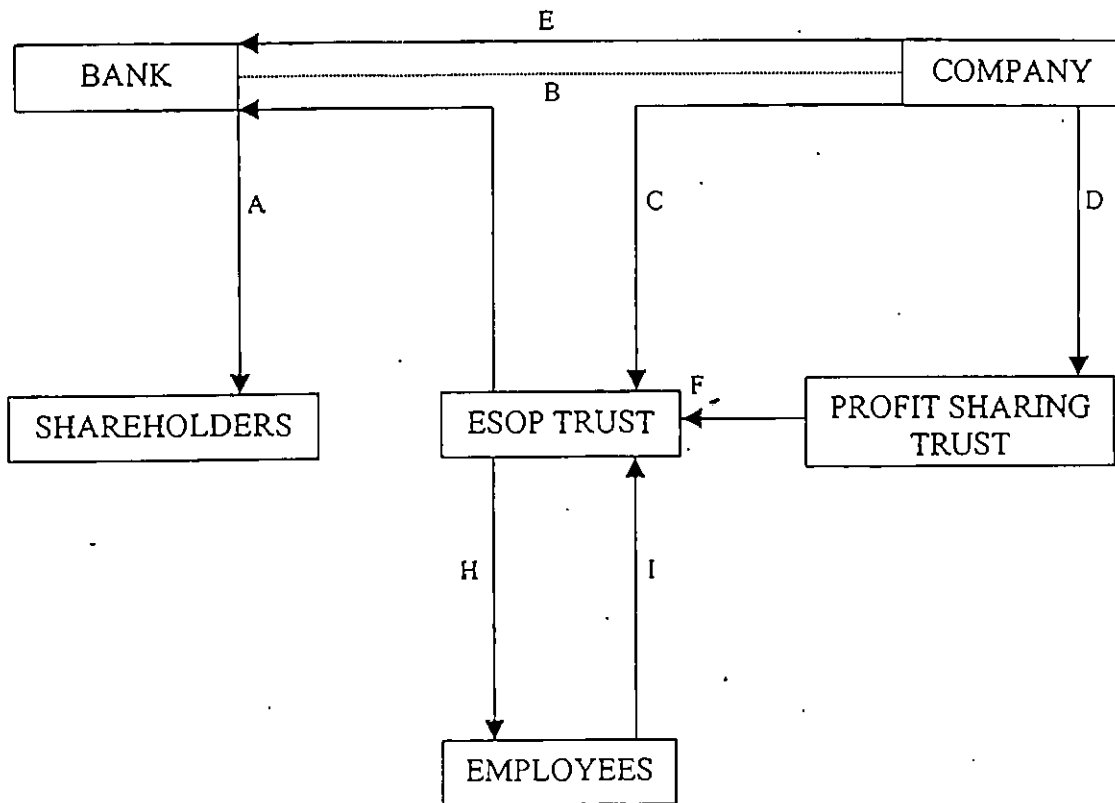 E
BANK
COMPANY
B
A
C
D
SHAREHOLDERS
ESOP TRUST
F
PROFIT SHARING
TRUST
H
I
EMPLOYEES